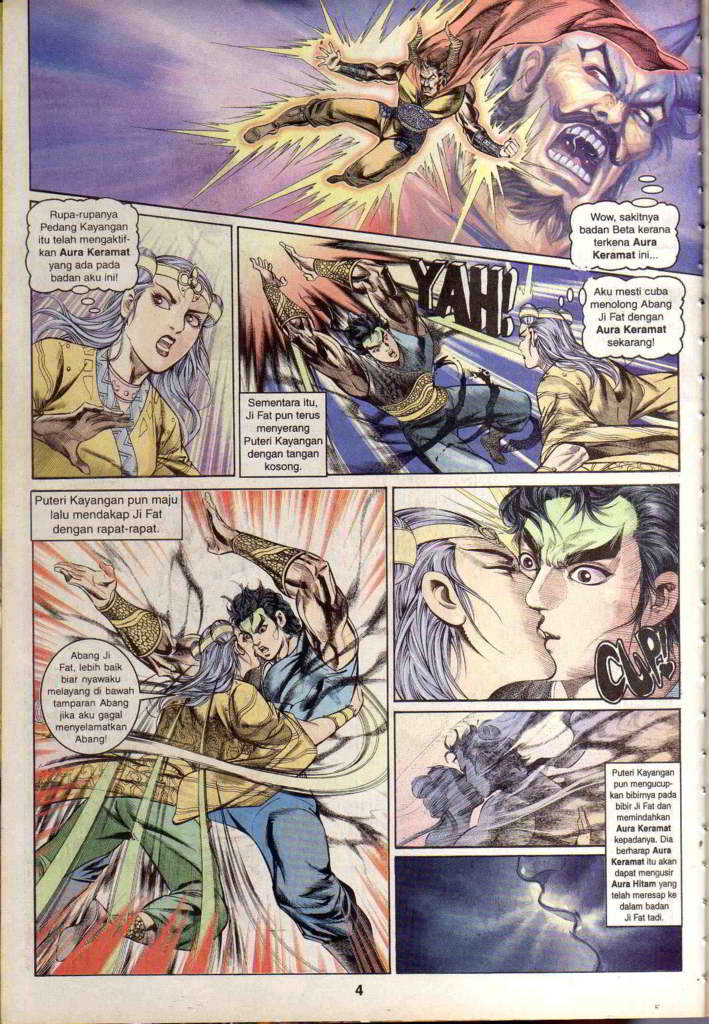 Wow, sakitnya
badan Beta kerana
terkena Aura
Keramat ini...
Rupa-rupanya
Pedang Kayangan
itu telah mengaktif-
kan Aura Keramat
yang ada pada
badan aku ini!
YAH!
Aku mesti cuba
menolong Abang
Ji Fat dengan
Aura Keramat
sekarang!
Sementara itu,
Ji Fat pun terus
menyerang
Puteri Kayangan
dengan tangan
kosong.
Puteri Kayangan pun maju
lalu mendakap Ji Fat
dengan rapat-rapat.
Abang Ji
Fat, lebih baik
biar nyawaku
melayang di bawah
tamparan Abang
jika aku gagal
menyelamatkan
Abang!
CUP!
Puteri Kayangan
pun mengucup-
kan bibirnya pada
bibir Ji Fat dan
memindahkan
Aura Keramat
kepadanya. Dia
berharap Aura
Keramat itu akan
dapat mengusir
Aura Hitam yang
telah meresap ke
dalam badan
Ji Fat tadi.
4